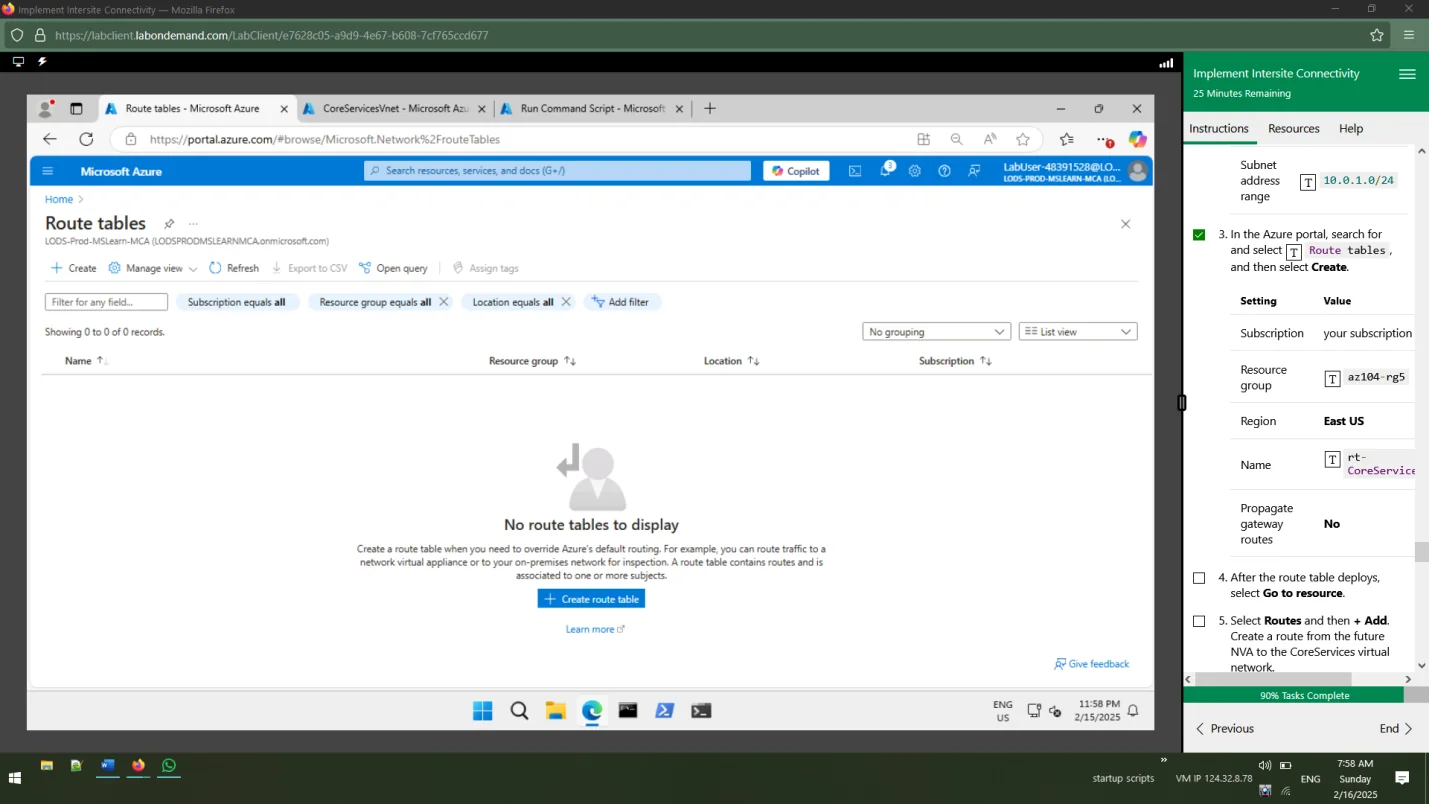 Implement Intersite Connectivity — Mozilla Firefox
https://labclient.labondemand.com/LabClient/e7628c05-a9d9-4e67-b608-7cf765ccd677
Route tables - Microsoft Azure
CoreServicesVnet - Microsoft Azu
Run Command Script - Microsoft
https://portal.azure.com/#browse/Microsoft.Network%2FrouteTables
Microsoft Azure
Search resources, services, and docs (G+/)
Copilot
3
LabUser-48391528@LO...
LODS-PROD-MSLEARN-MCA (LO...
Home
Route tables
LODS-Prod-MSLearn-MCA (LODSPRODMSLEARNMCA.onmicrosoft.com)
Create
Manage view
Refresh
Export to CSV
Open query
Assign tags
Filter for any field...
Subscription equals all
Resource group equals all
Location equals all
Add filter
Showing 0 to 0 of 0 records.
No grouping
List view
Name
Resource group
Location
Subscription
No route tables to display
Create a route table when you need to override Azure's default routing. For example, you can route traffic to a
network virtual appliance or to your on-premises network for inspection. A route table contains routes and is
associated to one or more subjects.
Create route table
Learn more
Give feedback
ENG
US
11:58 PM
2/15/2025
Implement Intersite Connectivity
25 Minutes Remaining
Instructions
Resources
Help
Subnet
address
range
T 10.0.1.0/24
3. In the Azure portal, search for
and select T Route tables ,
and then select Create.
Setting Value
Subscription your subscription
Resource
group
T az104-rg5
Region East US
Name
T rt-
CoreService
Propagate
gateway
routes
No
4. After the route table deploys,
select Go to resource.
5. Select Routes and then + Add.
Create a route from the future
NVA to the CoreServices virtual
network.
90% Tasks Complete
Previous
End
startup scripts
VM IP 124.32.8.78
ENG
7:58 AM
Sunday
2/16/2025